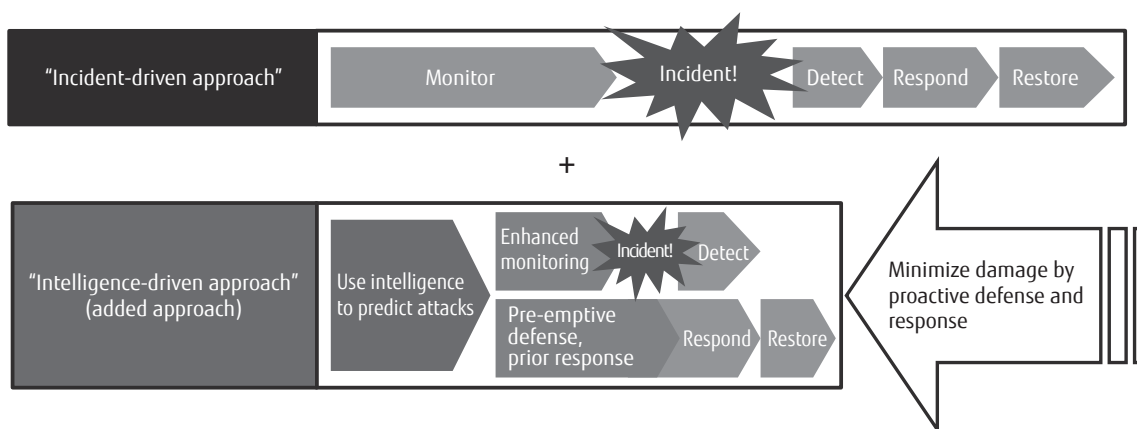 “Incident-driven approach”
Monitor
Incident!
Detect
Respond
Restore
+
“Intelligence-driven approach”
(added approach)
Use intelligence
to predict attacks
Enhanced
monitoring
Incident!
Detect
Pre-emptive
defense,
prior response
Respond
Restore
Minimize damage by
proactive defense and
response